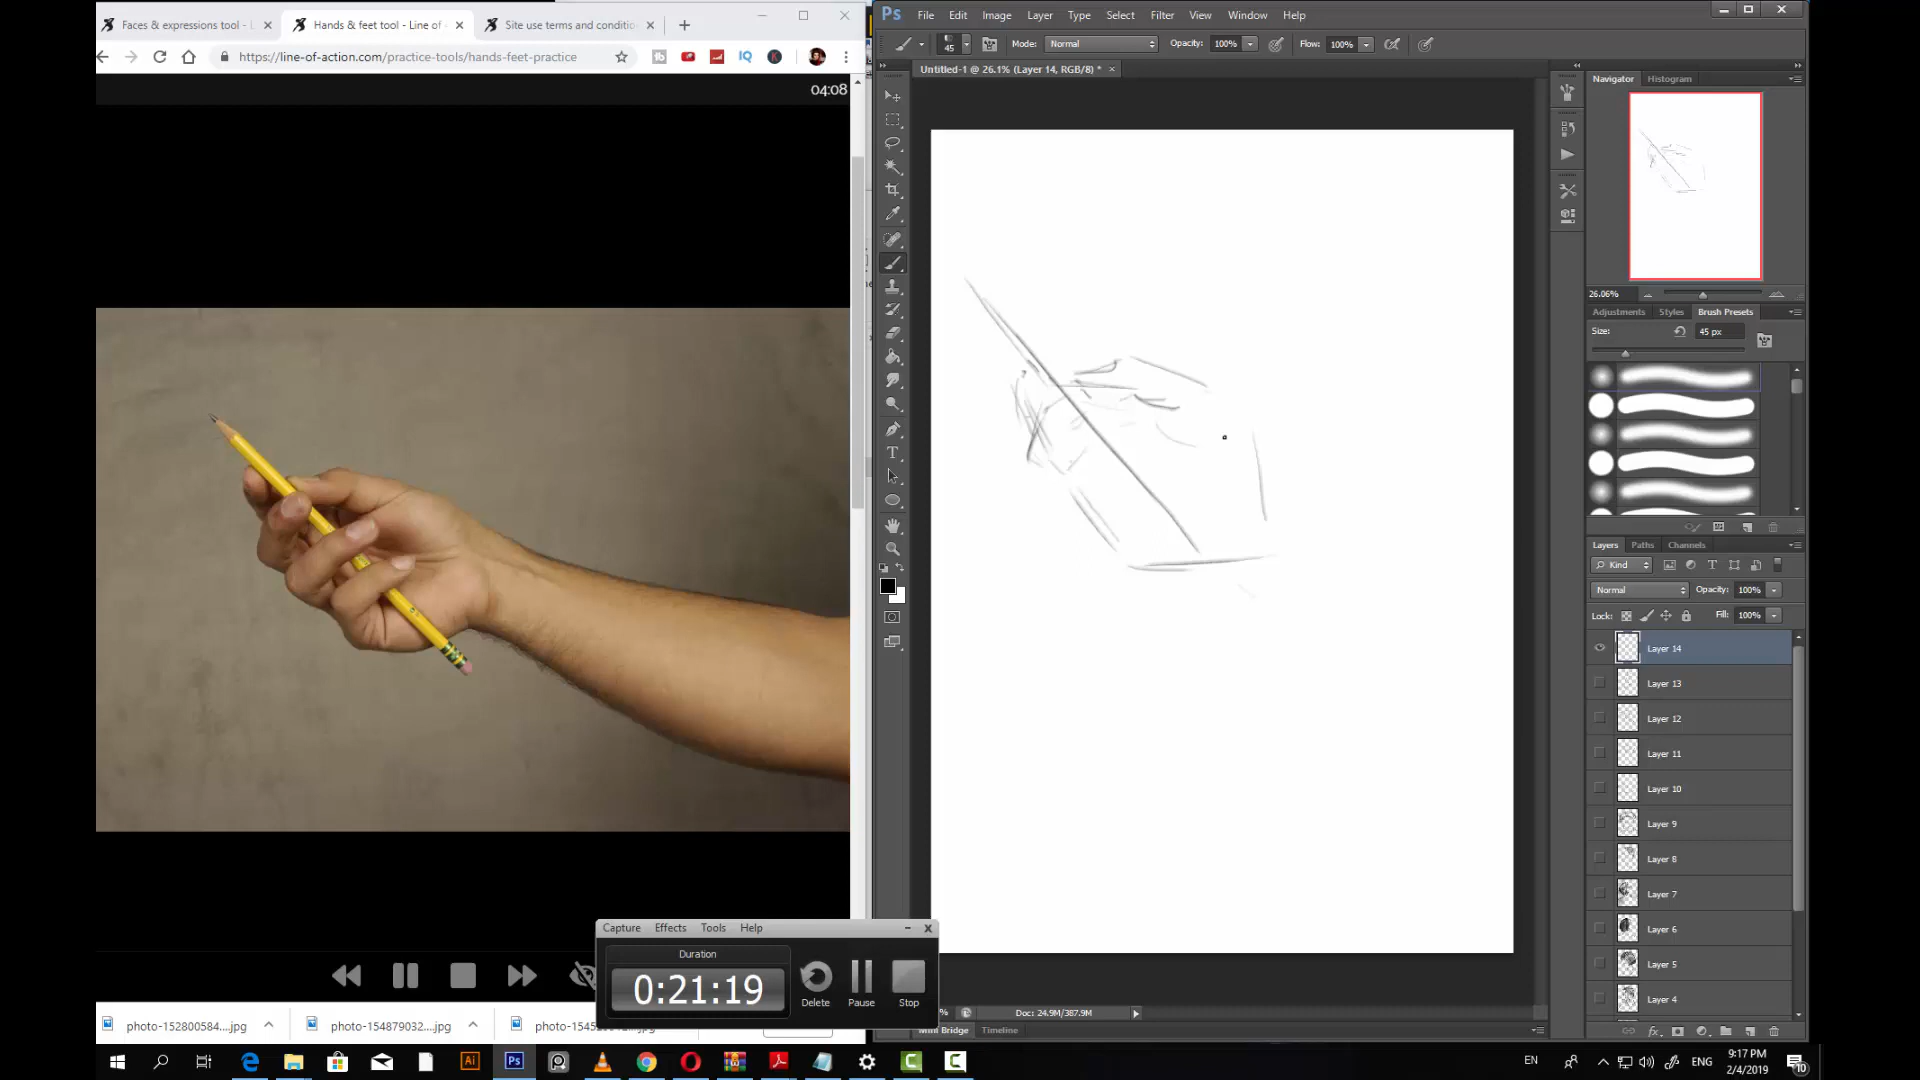 Faces & expressions tool - L
Hands & feet tool - Line of
Site use terms and conditio
https://line-of-action.com/practice-tools/hands-feet-practice
04:08
Ps File Edit Image Layer Type Select Filter View Window Help
45 Mode: Normal Opacity: 100% Flow: 100%
Untitled-1 @ 26.1% (Layer 14, RGB/8) *
Navigator Histogram
26.06%
Adjustments Styles Brush Presets
Size: 45 px
Layers Paths Channels
Kind
Normal Opacity: 100%
Lock: Fill: 100%
Layer 14
Layer 13
Layer 12
Layer 11
Layer 10
Layer 9
Layer 8
Layer 7
Layer 6
Layer 5
Layer 4
Capture Effects Tools Help
Duration
0:21:19
Delete Pause Stop
photo-152800584....jpg
photo-154879032....jpg
% Doc: 24.9M/387.9M
Mini Bridge Timeline
EN ENG
9:17 PM
2/4/2019
10